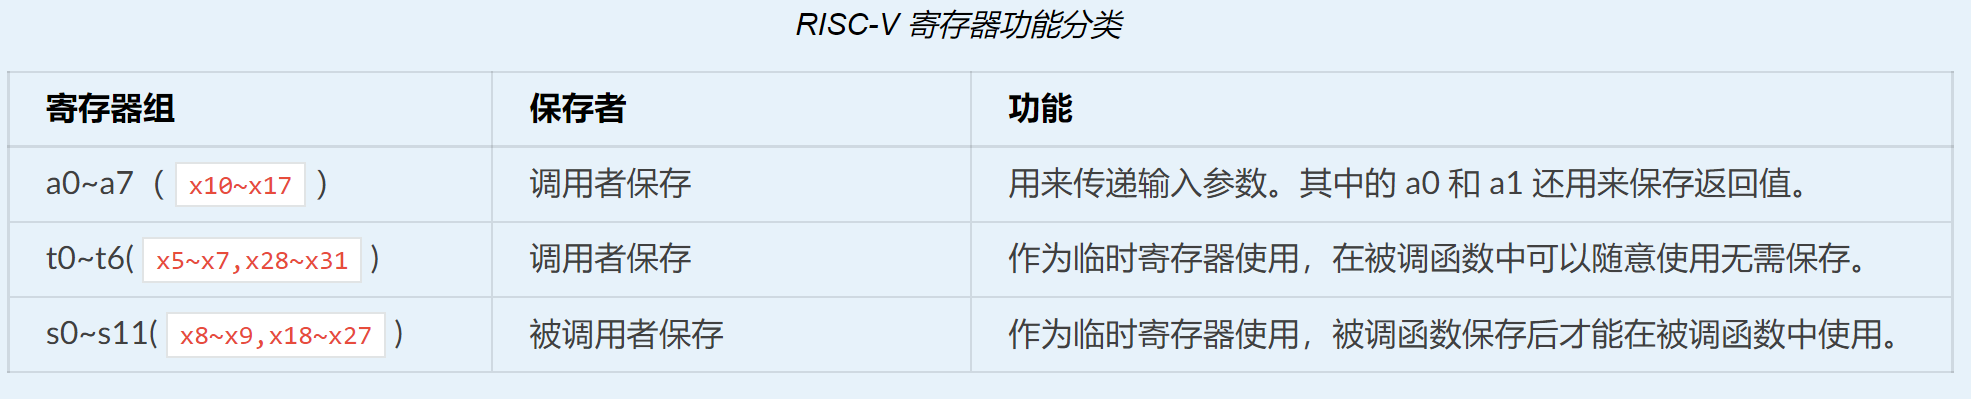 RISC-V 寄存器功能分类
寄存器组 保存者 功能
a0~a7（ x10~x17 ） 调用者保存 用来传递输入参数。其中的 a0 和 a1 还用来保存返回值。
t0~t6( x5~x7,x28~x31 ) 调用者保存 作为临时寄存器使用，在被调函数中可以随意使用无需保存。
s0~s11( x8~x9,x18~x27 ) 被调用者保存 作为临时寄存器使用，被调函数保存后才能在被调函数中使用。